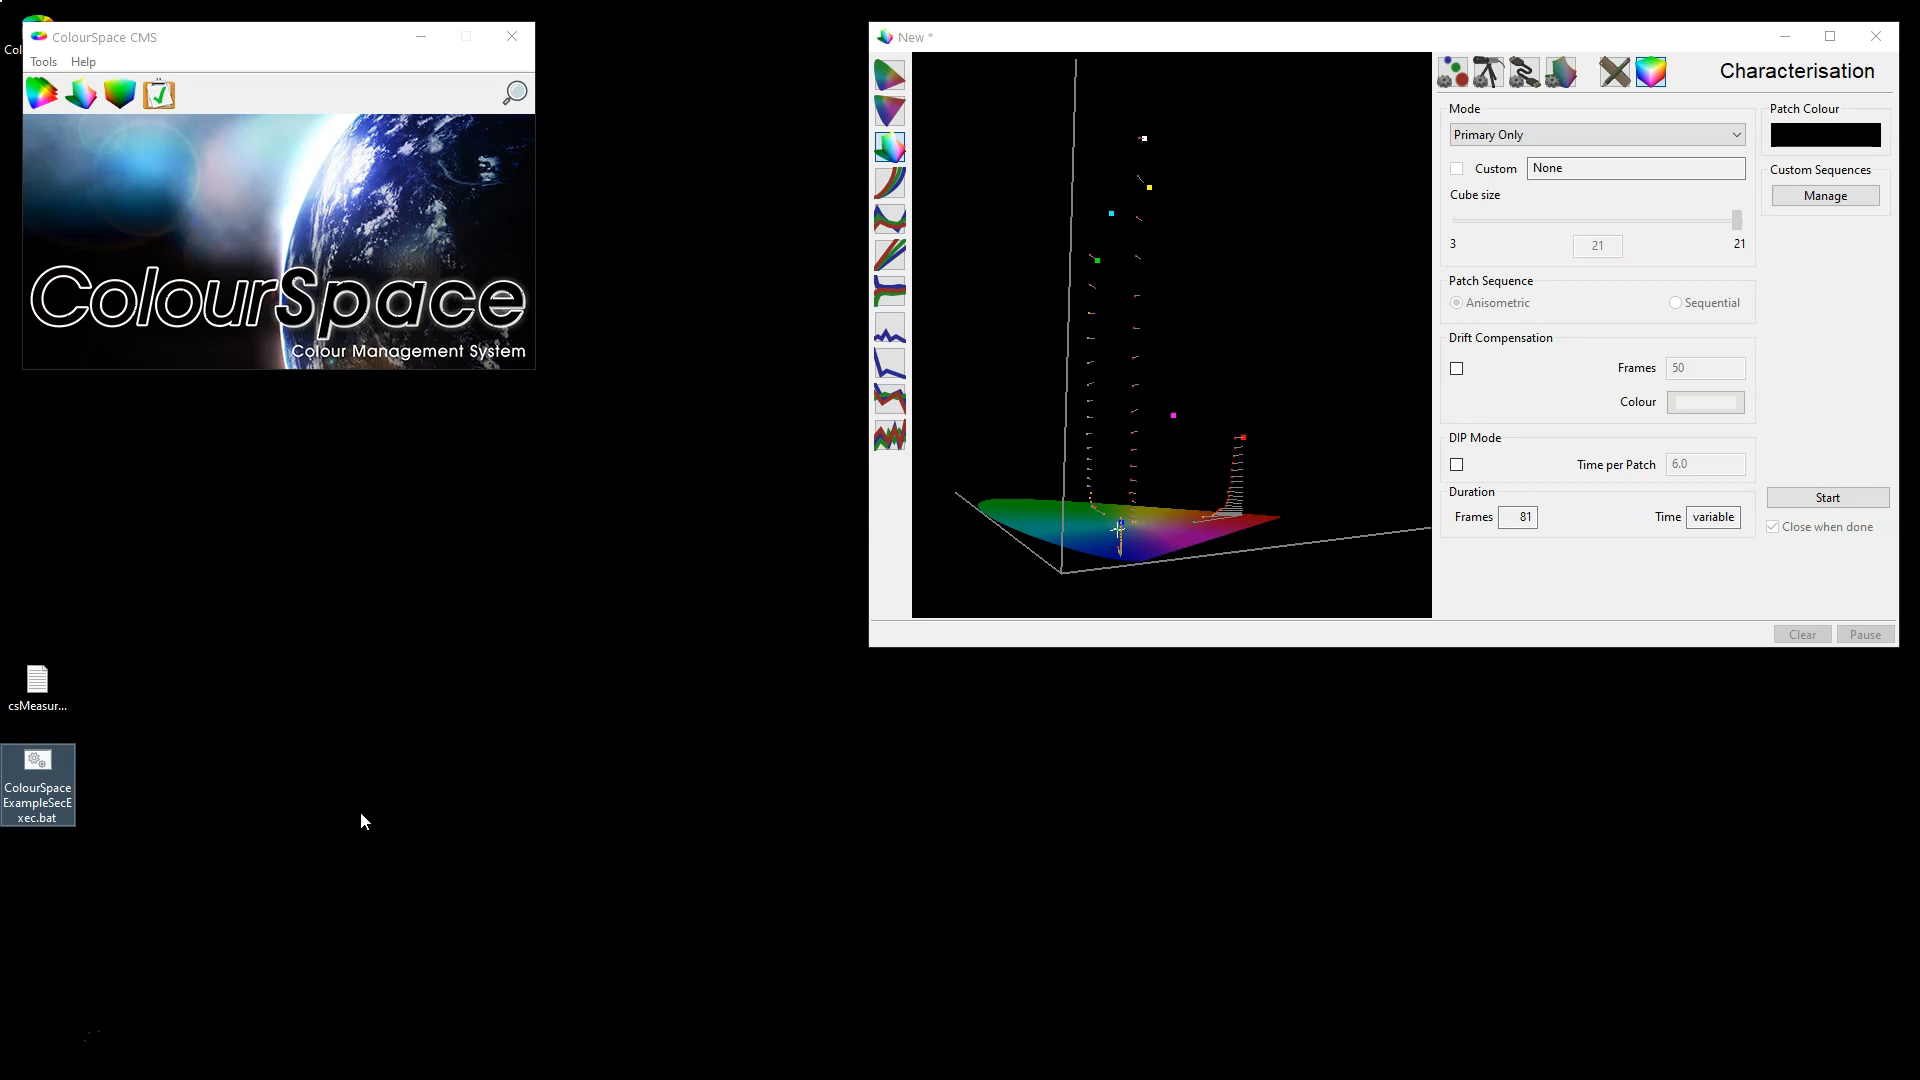 Col
ColourSpace CMS
Tools Help
ColourSpace
Colour Management System
csMeasur...
ColourSpace
ExampleSecE
xec.bat
New *
Characterisation
Mode
Primary Only
Custom None
Cube size
3 21 21
Patch Sequence
Anisometric Sequential
Drift Compensation
Frames 50
Colour
DIP Mode
Time per Patch 6.0
Duration
Frames 81 Time variable
Patch Colour
Custom Sequences
Manage
Start
Close when done
Clear Pause